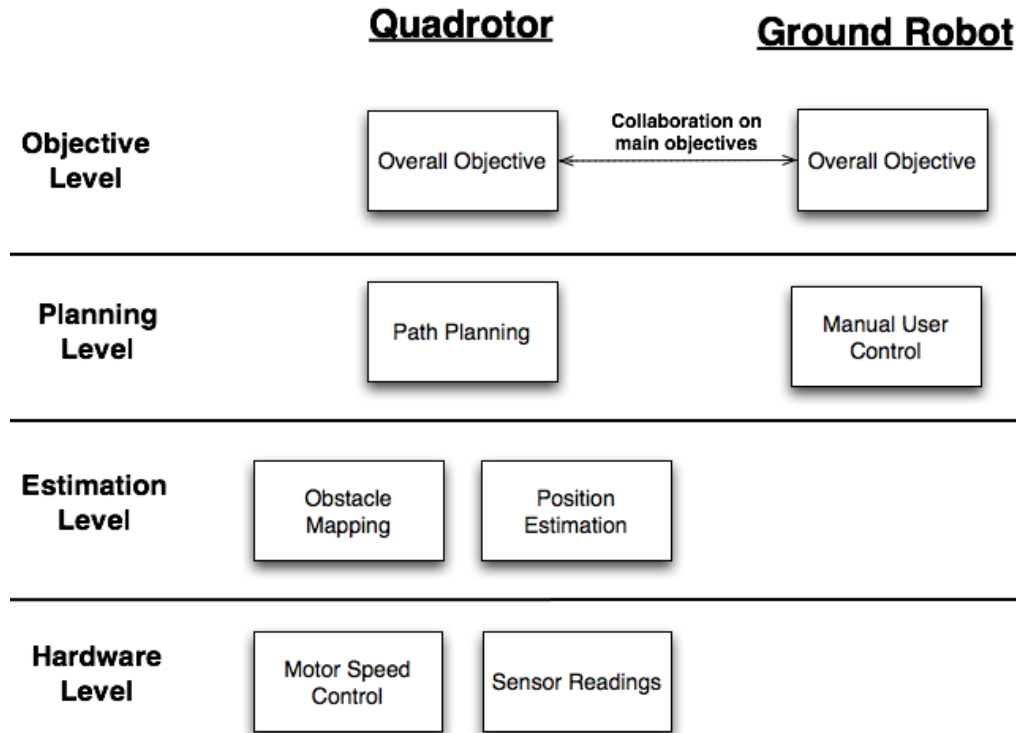 Quadrotor
Ground Robot
Objective
Level
Overall Objective
Collaboration on
main objectives
Overall Objective
Planning
Level
Path Planning
Manual User
Control
Estimation
Level
Obstacle
Mapping
Position
Estimation
Hardware
Level
Motor Speed
Control
Sensor Readings